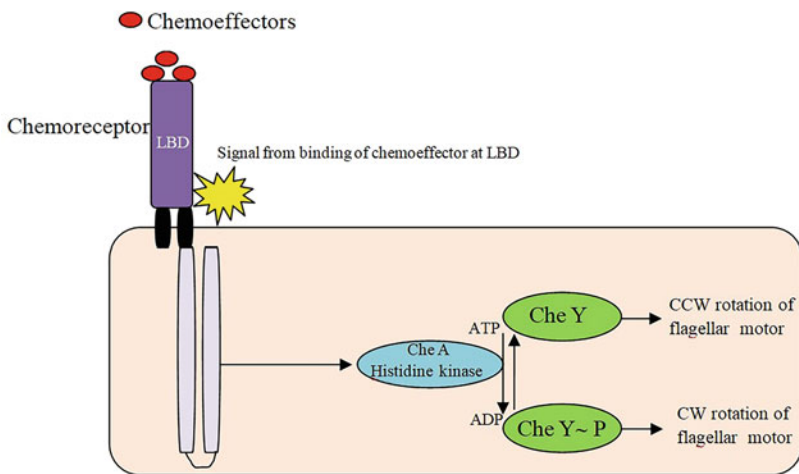 Chemoeffectors
Chemoreceptor
LBD
Signal from binding of chemoeffector at LBD
Che A
Histidine kinase
ATP
ADP
Che Y
Che Y~ P
CCW rotation of
flagellar motor
CW rotation of
flagellar motor